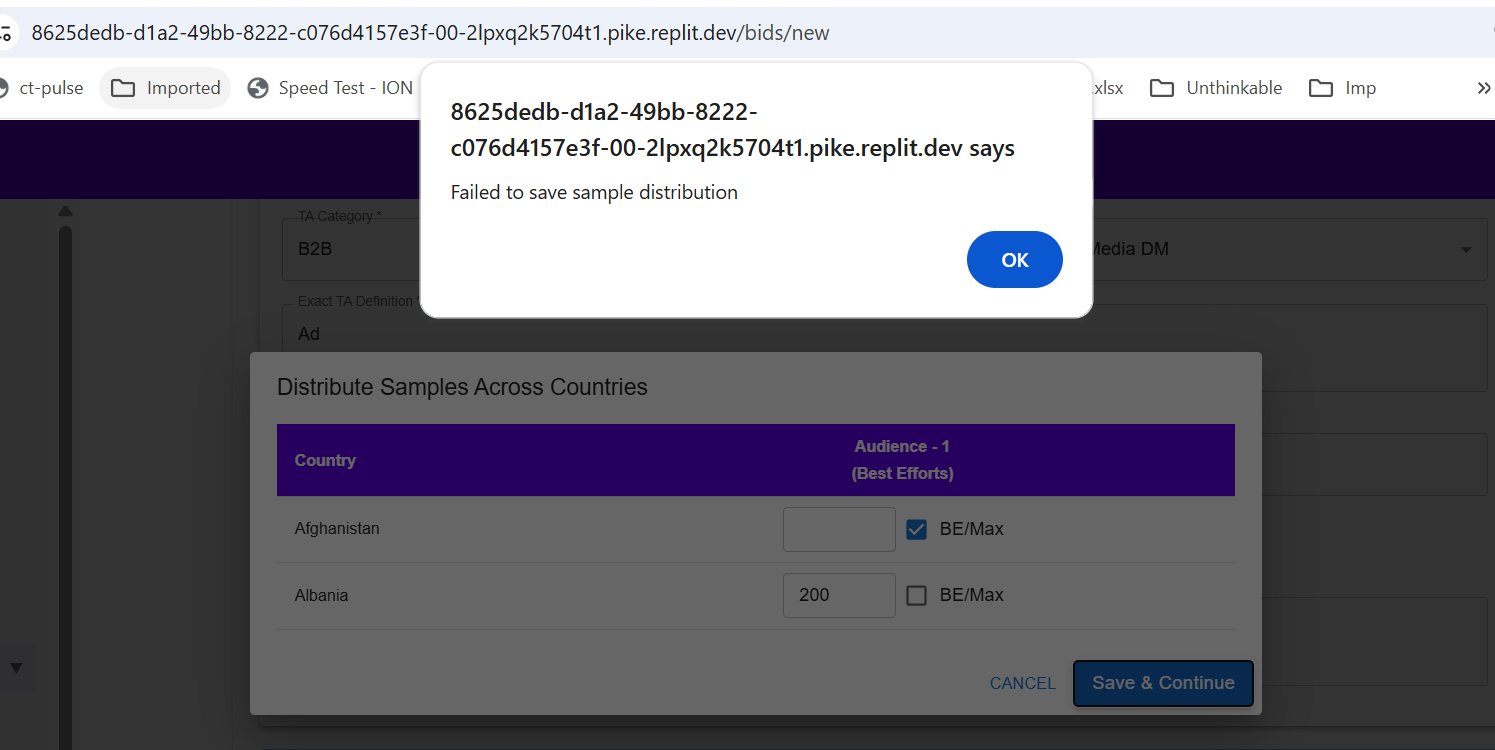 8625dedb-d1a2-49bb-8222-c076d4157e3f-00-2lpxq2k5704t1.pike.replit.dev/bids/new
ct-pulse Imported Speed Test - ION .xlsx Unthinkable Imp »
8625dedb-d1a2-49bb-8222-
c076d4157e3f-00-2lpxq2k5704t1.pike.replit.dev says
Failed to save sample distribution
OK
TA Category *
B2B Media DM
Exact TA Definition *
Ad
Distribute Samples Across Countries
Country Audience - 1
(Best Efforts)
Afghanistan BE/Max
Albania 200 BE/Max
CANCEL Save & Continue